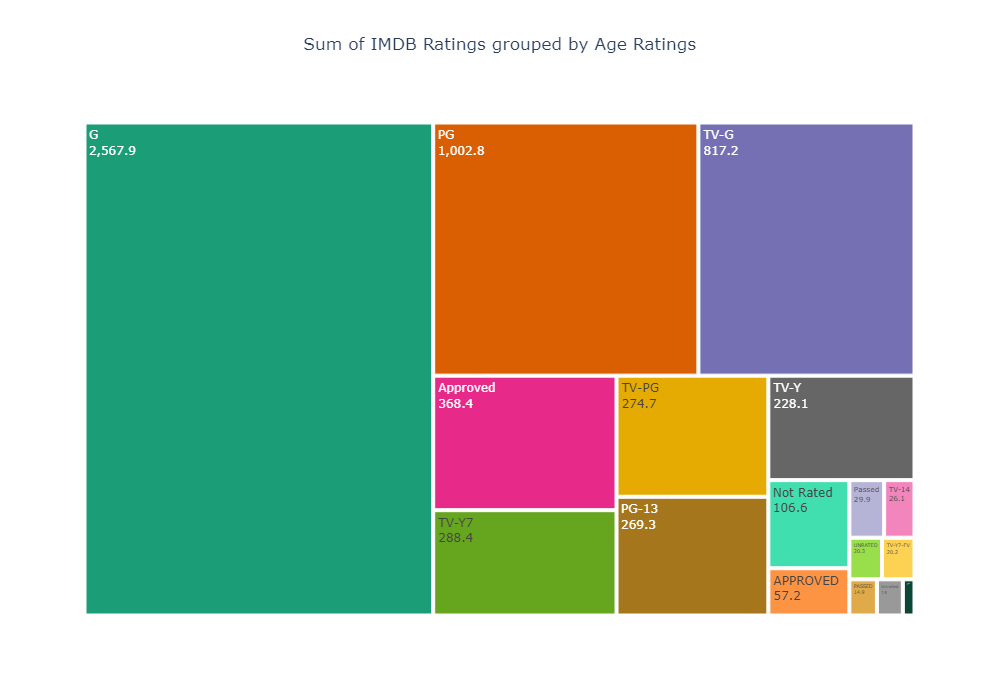 Sum of IMDB Ratings grouped by Age Ratings
G
2,567.9
PG
1,002.8
TV-G
817.2
Approved
368.4
TV-Y7
288.4
TV-PG
274.7
PG-13
269.3
TV-Y
228.1
Not Rated
106.6
APPROVED
57.2
Passed
29.9
TV-14
26.1
UNRATED
20.3
TV-Y7-FV
20.2
PASSED
14.9